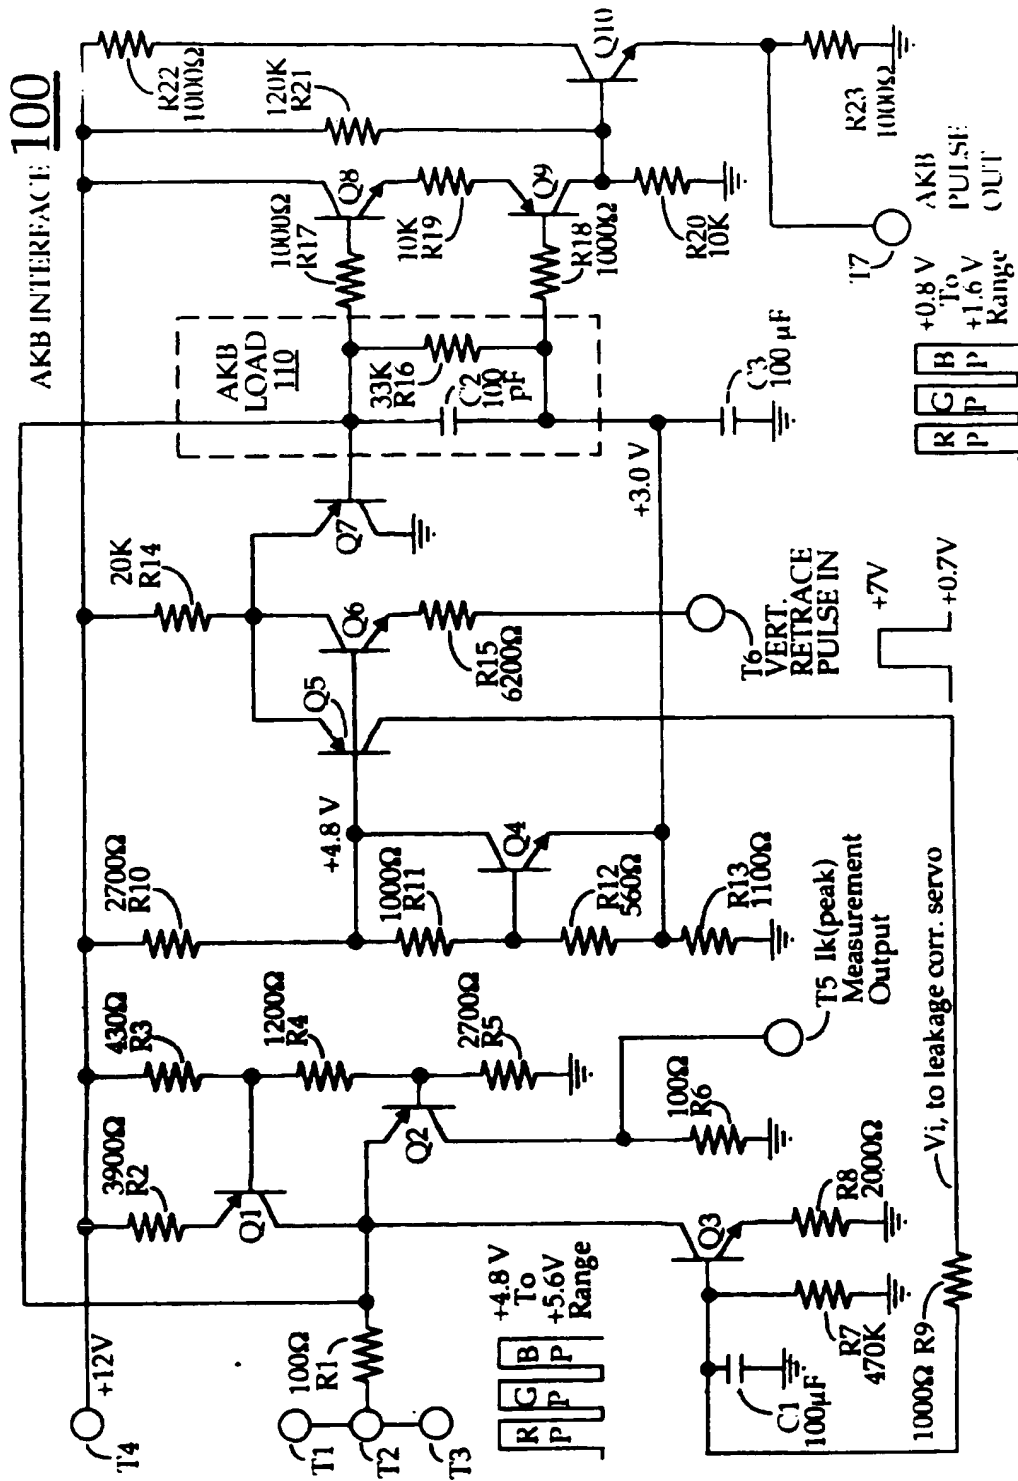 AKB INTERFACE 100
T4
+12V
T1
T2
T3
100Ω
R1
3900Ω
R2
Q1
430Ω
R3
1200Ω
R4
2700Ω
R5
Q2
100Ω
R6
T5 Ik(peak)
Measurement
Output
Q3
R8
2000Ω
R7
470K
C1
100µF
1000Ω R9
Vi, to leakage corr. servo
R P
G P
B P
+4.8 V
To
+5.6V
Range
2700Ω
R10
+4.8 V
1000Ω
R11
R12
560Ω
R13
1100Ω
Q4
Q5
Q6
20K
R14
R15
6200Ω
T6
VERT.
RETRACE
PULSE IN
+7V
+0.7V
Q7
AKB
LOAD
110
33K
R16
C2
100
pF
+3.0 V
C3
100 µF
1000Ω
R17
Q8
10K
R19
Q9
R18
1000Ω
R20
10K
120K
R21
R22
1000Ω
Q10
R23
1000Ω
T7
AKB
PULSE
OUT
R P
G P
B P
+0.8 V
To
+1.6 V
Range